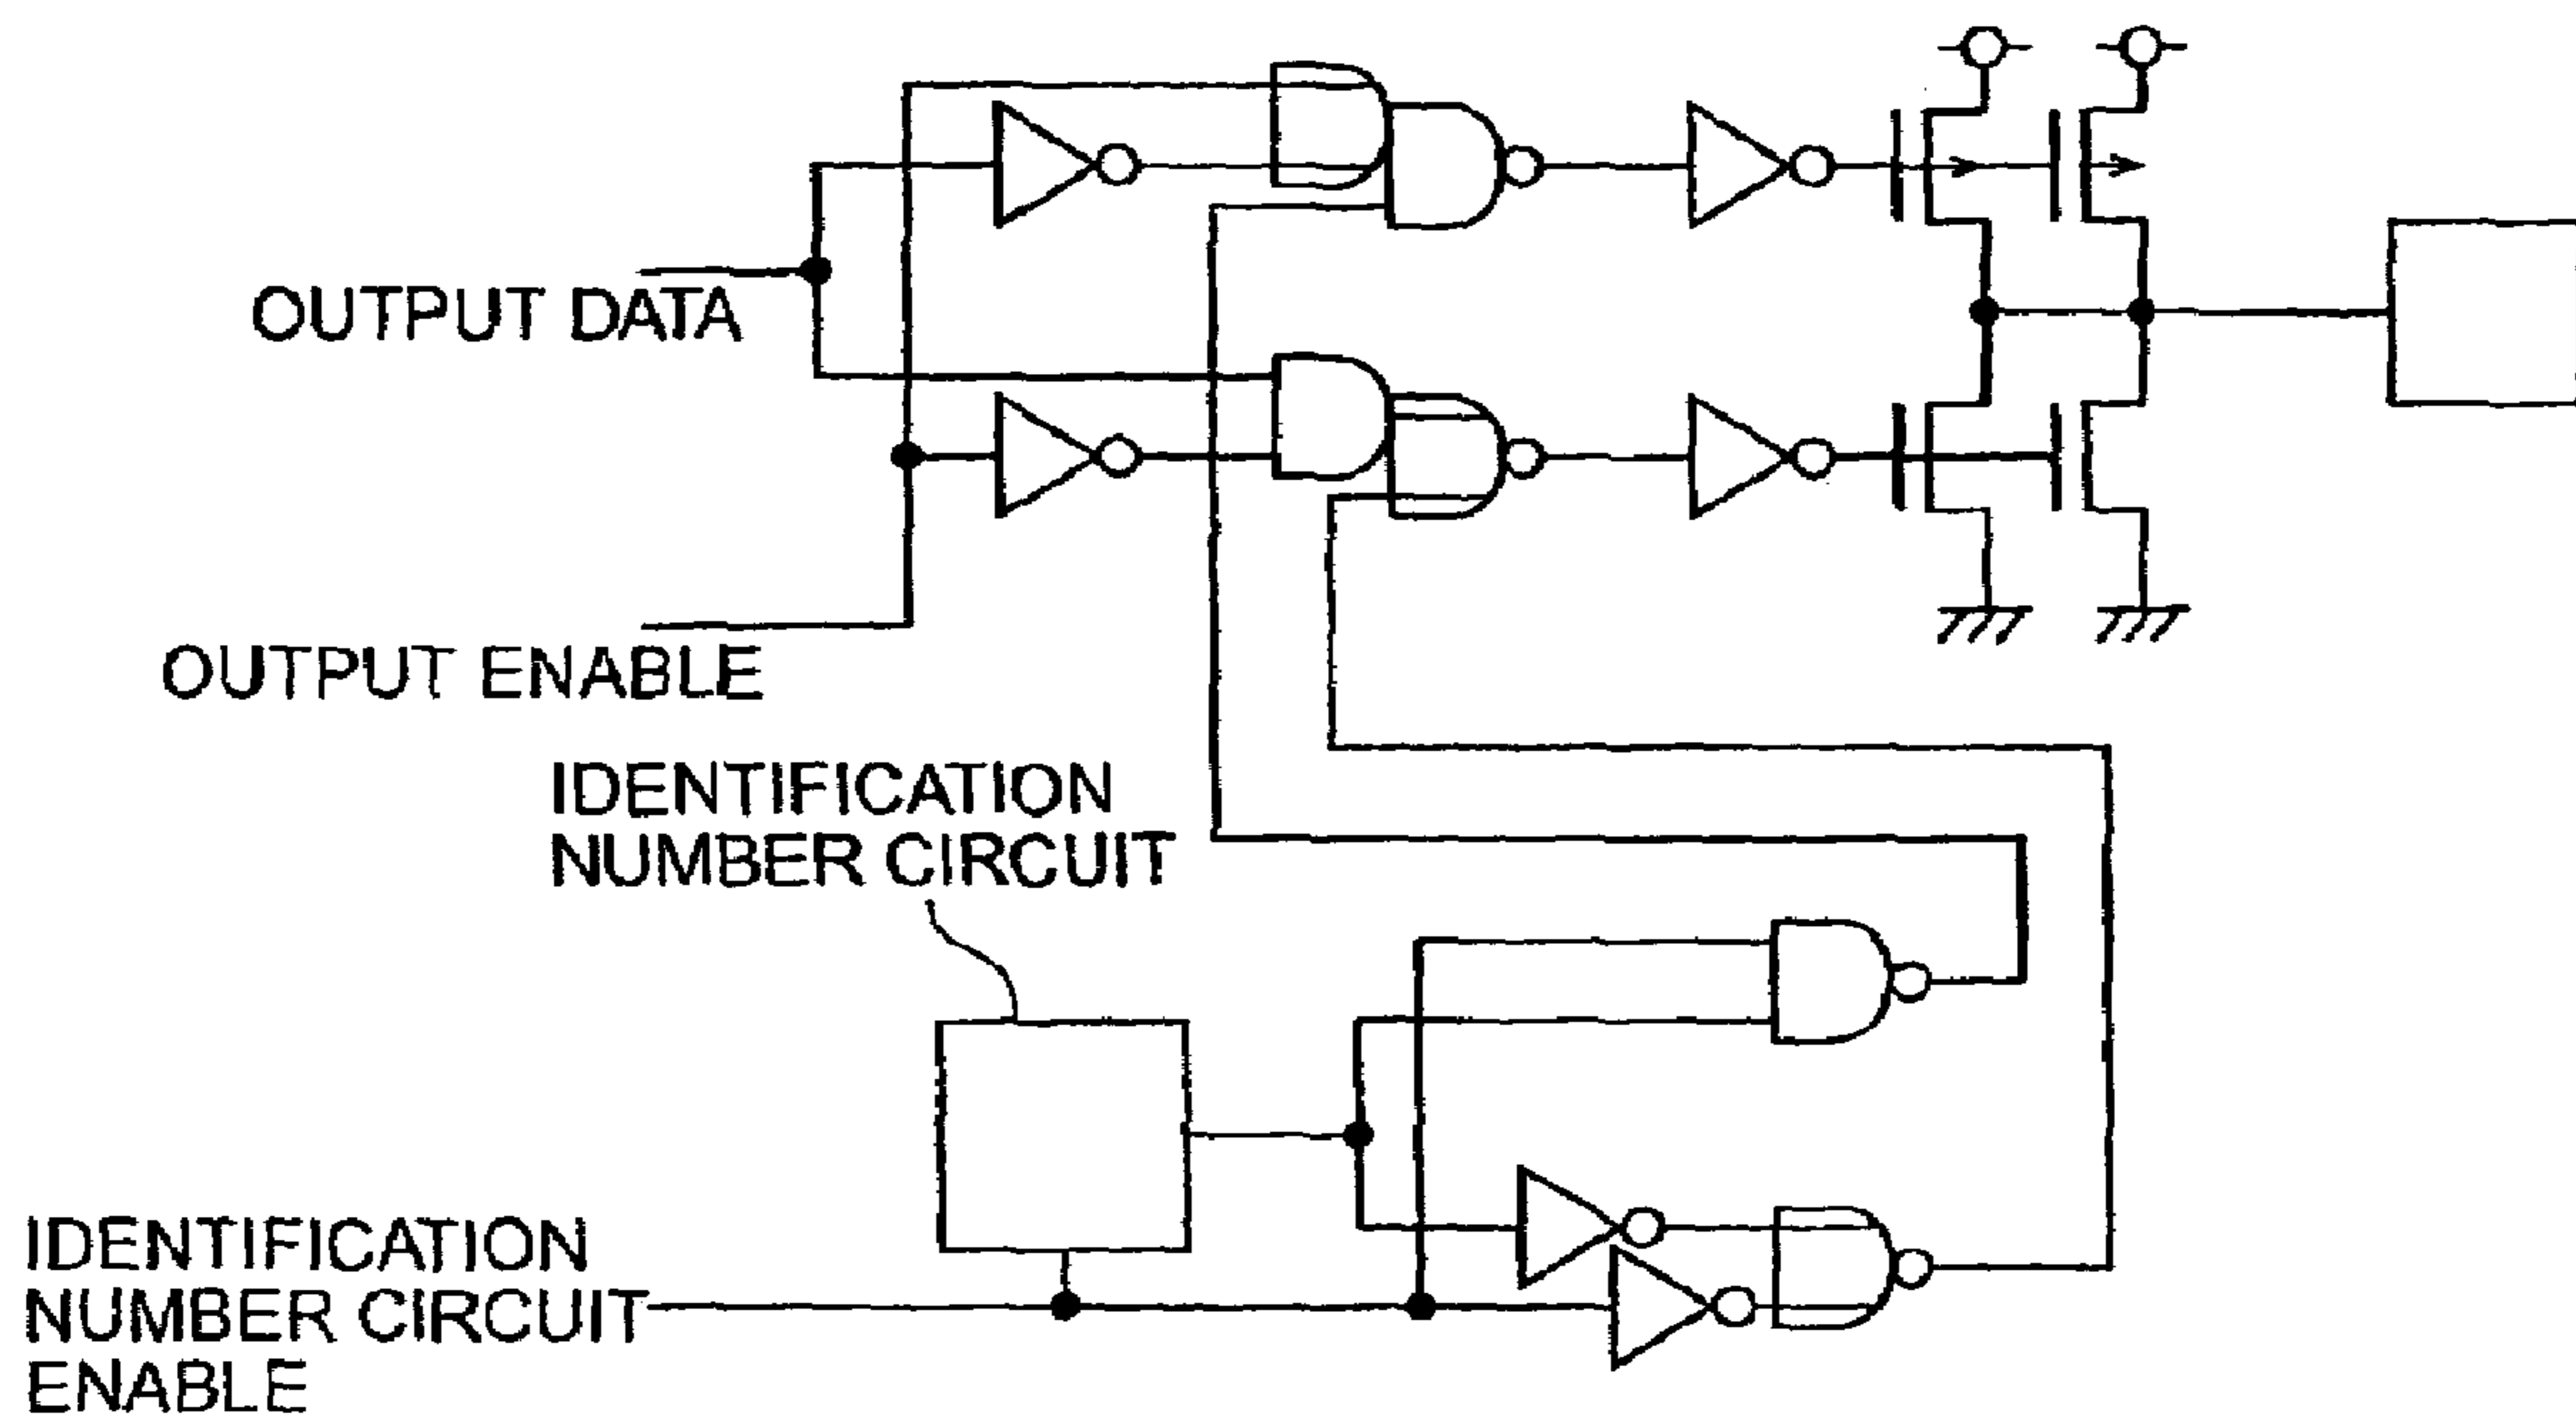 OUTPUT DATA
OUTPUT ENABLE
IDENTIFICATION
NUMBER CIRCUIT
IDENTIFICATION
NUMBER CIRCUIT
ENABLE